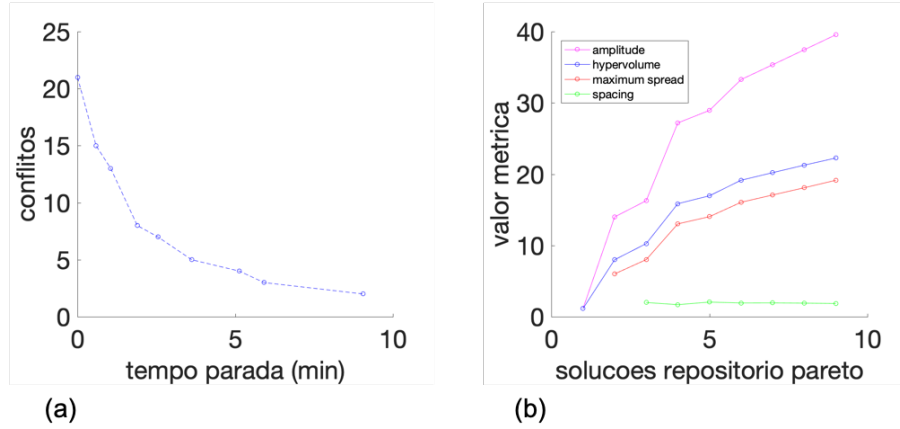 25
20
15
10
5
0
conflitos
0 5 10
tempo parada (min)
(a)
40
30
20
10
0
valor metrica
amplitude
hypervolume
maximum spread
spacing
0 5 10
solucoes repositorio pareto
(b)